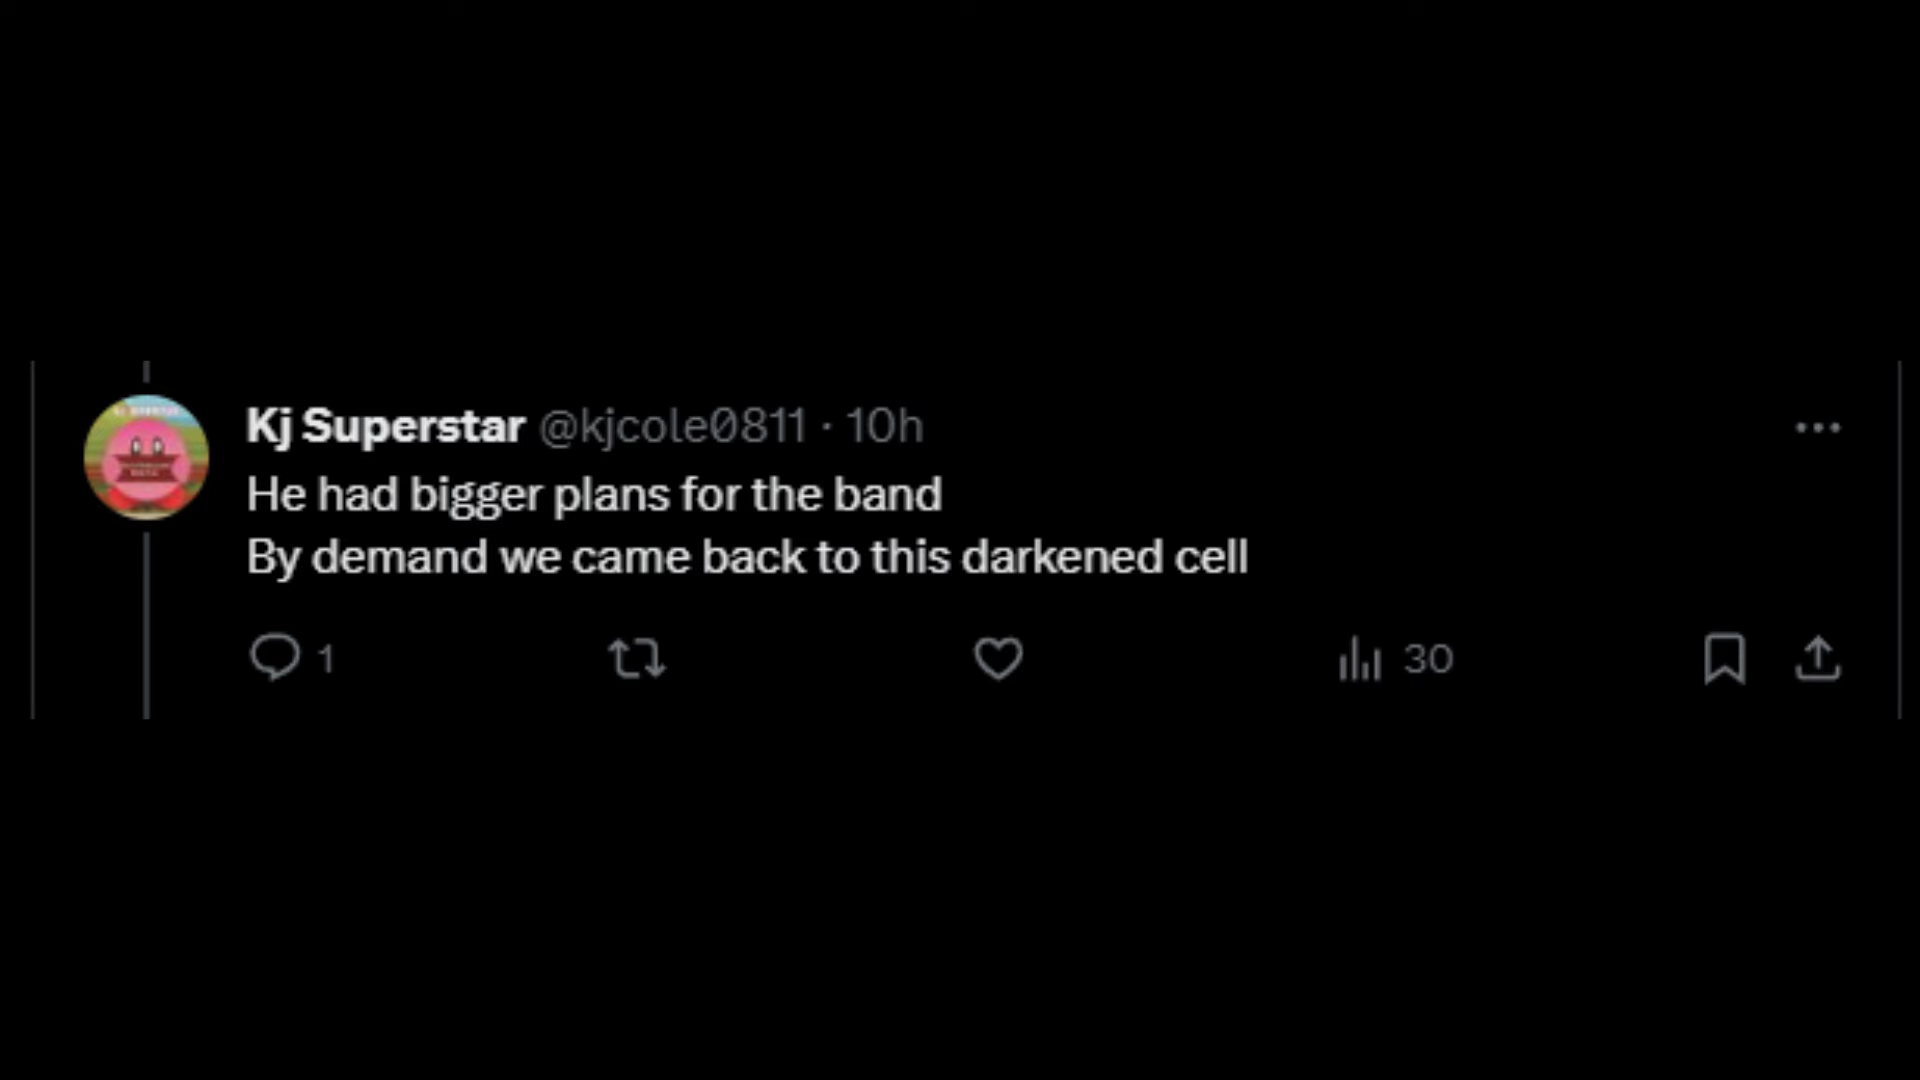 Kj Superstar @kjcole0811 · 10h
He had bigger plans for the band
By demand we came back to this darkened cell
1
30